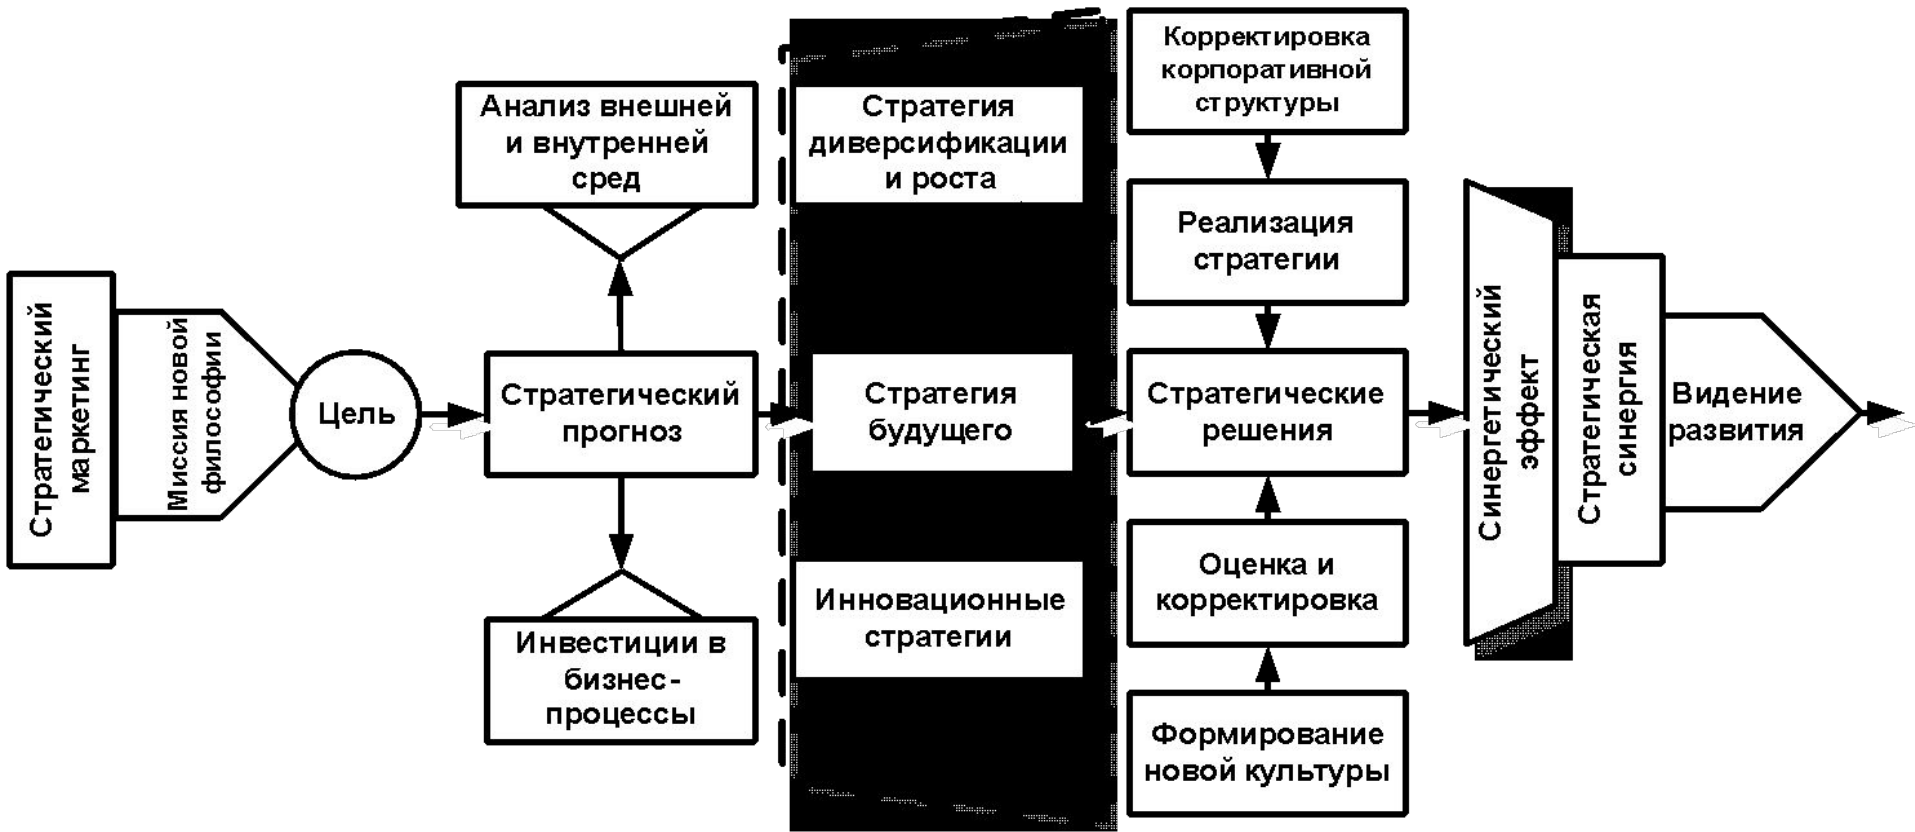 Стратегический
маркетинг
Миссия новой
философии
Цель
Анализ внешней
и внутренней
сред
Стратегический
прогноз
Инвестиции в
бизнес-
процессы
Стратегия
диверсификации
и роста
Стратегия
будущего
Инновационные
стратегии
Корректировка
корпоративной
структуры
Реализация
стратегии
Стратегические
решения
Оценка и
корректировка
Формирование
новой культуры
Синергетический
эффект
Стратегическая
синергия
Видение
развития